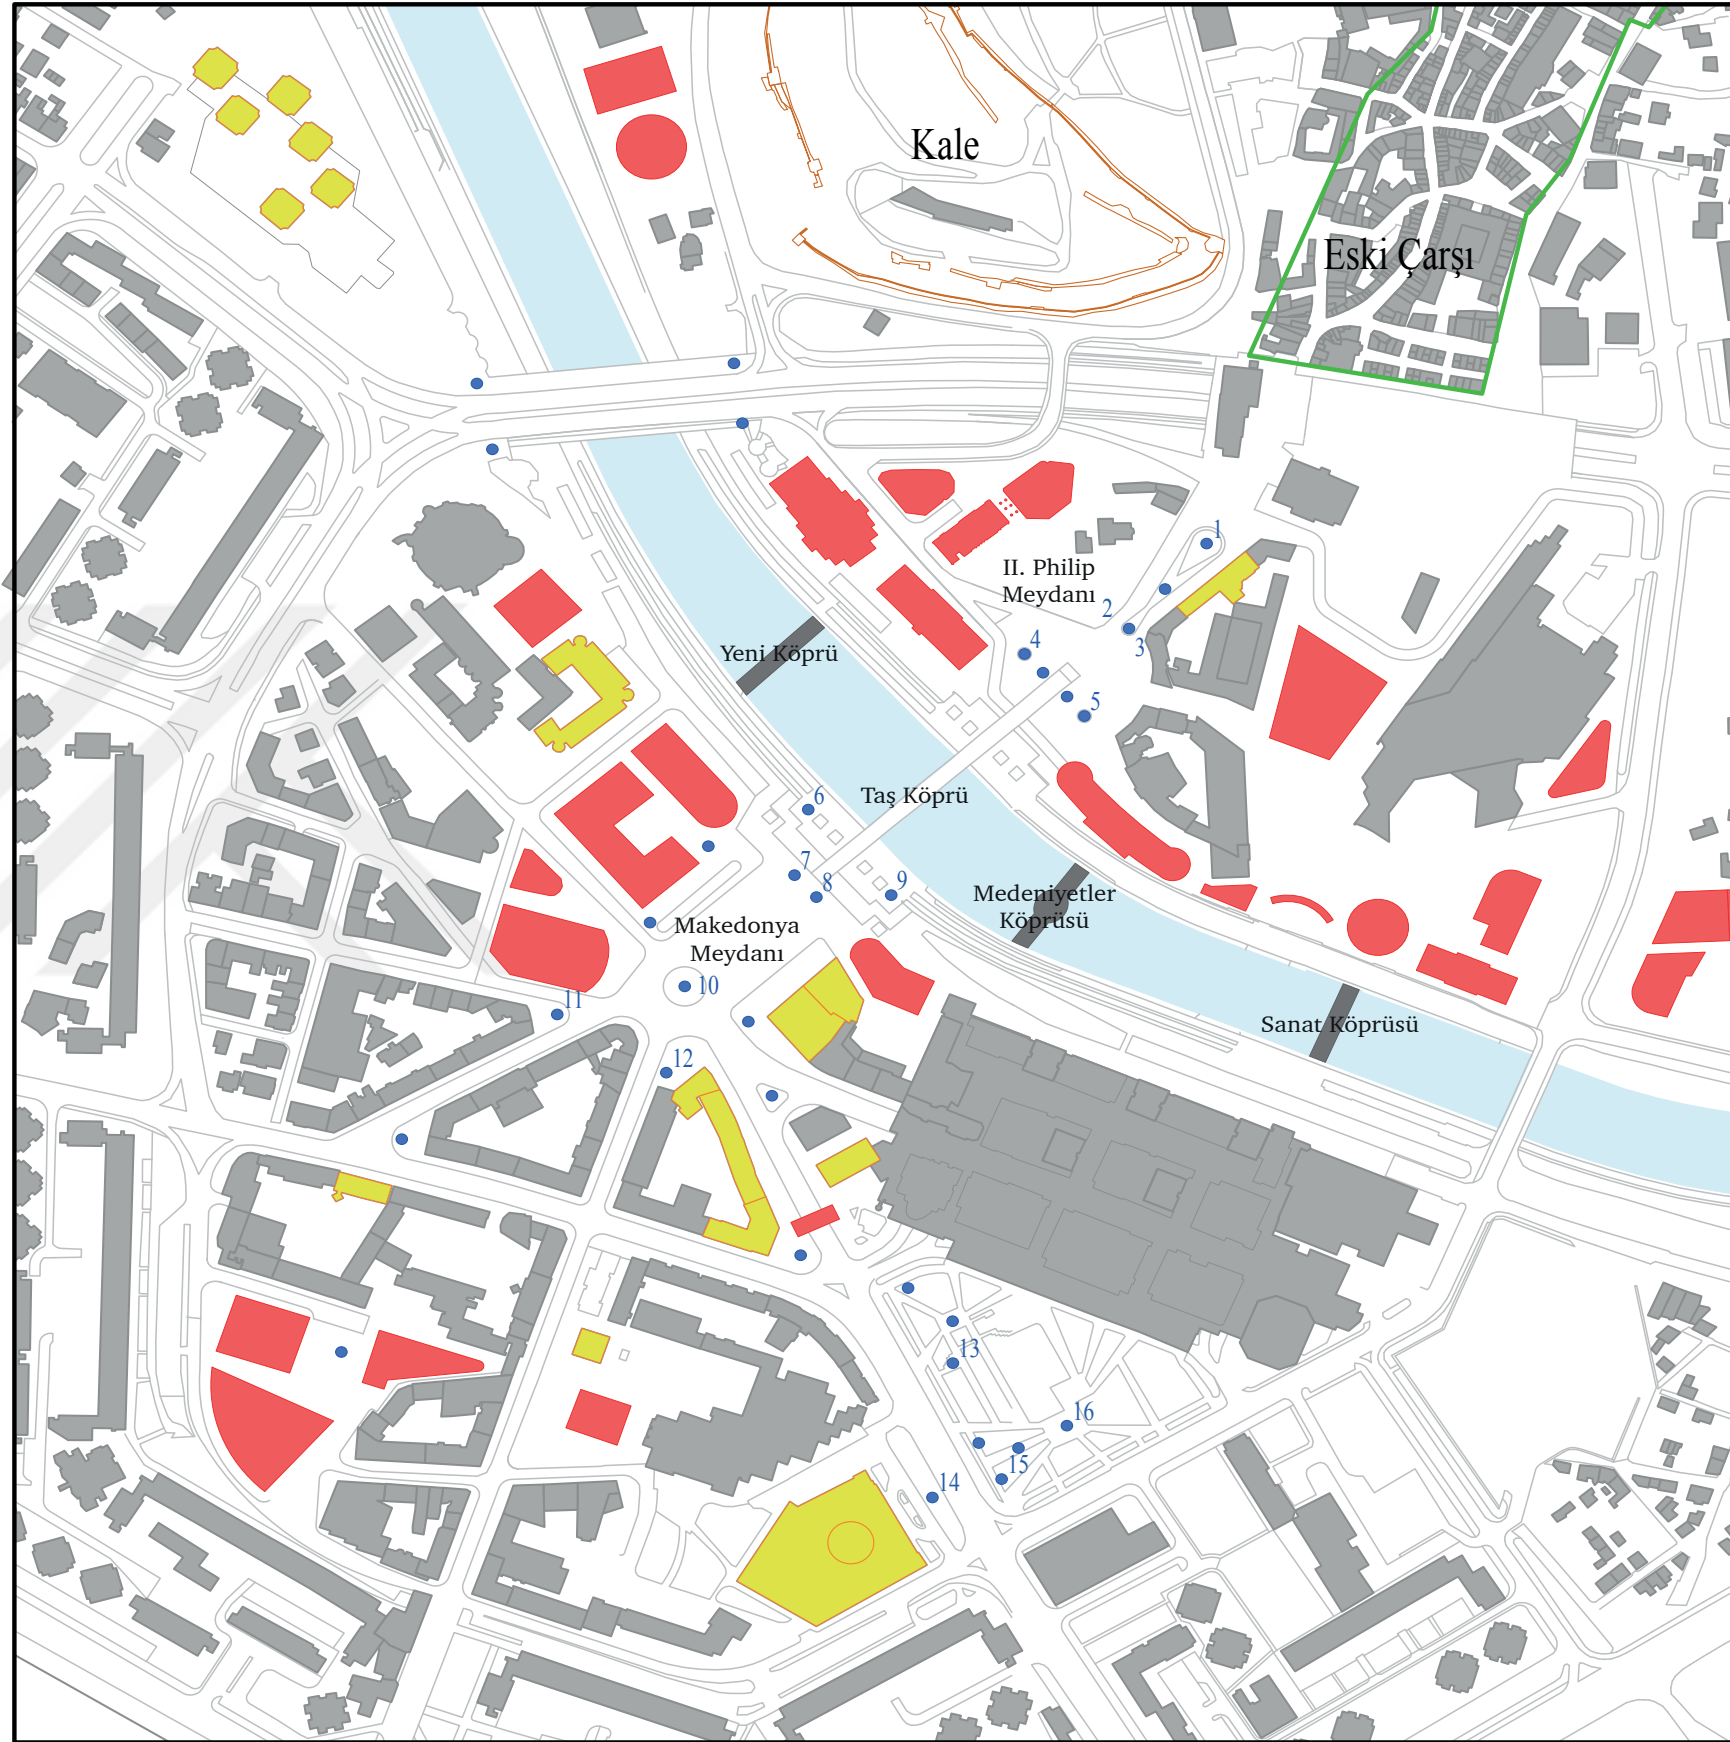 Kale
Eski Çarşı
1
II. Philip
Meydanı
2
3
4
5
Yeni Köprü
6
Taş Köprü
7
8
9
Medeniyetler
Köprüsü
Makedonya
Meydanı
10
11
Sanat Köprüsü
12
13
16
15
14